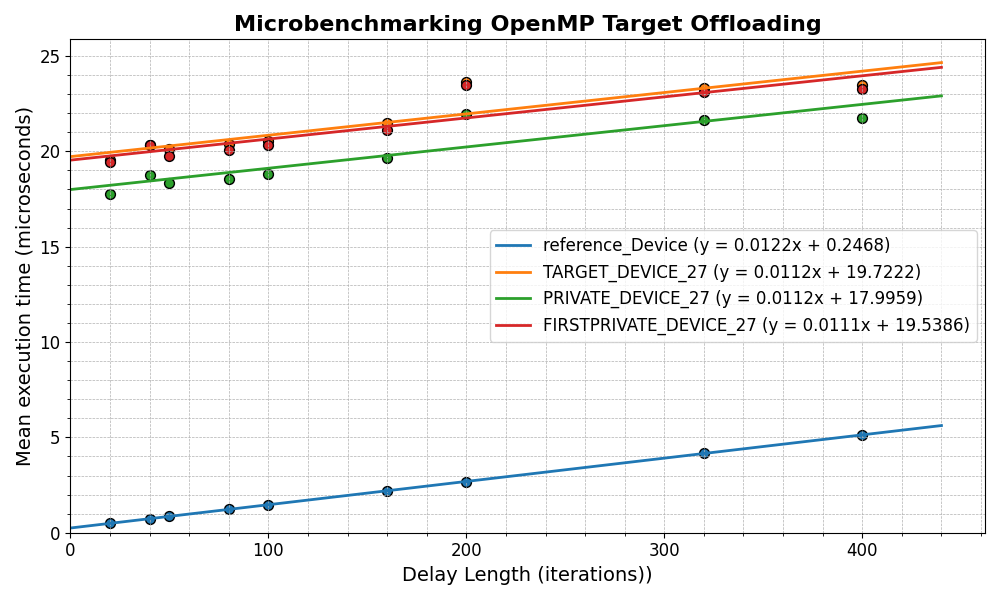 Microbenchmarking OpenMP Target Offloading
Mean execution time (microseconds)
25
20
15
10
5
0
reference_Device (y = 0.0122x + 0.2468)
TARGET_DEVICE_27 (y = 0.0112x + 19.7222)
PRIVATE_DEVICE_27 (y = 0.0112x + 17.9959)
FIRSTPRIVATE_DEVICE_27 (y = 0.0111x + 19.5386)
0 100 200 300 400
Delay Length (iterations))